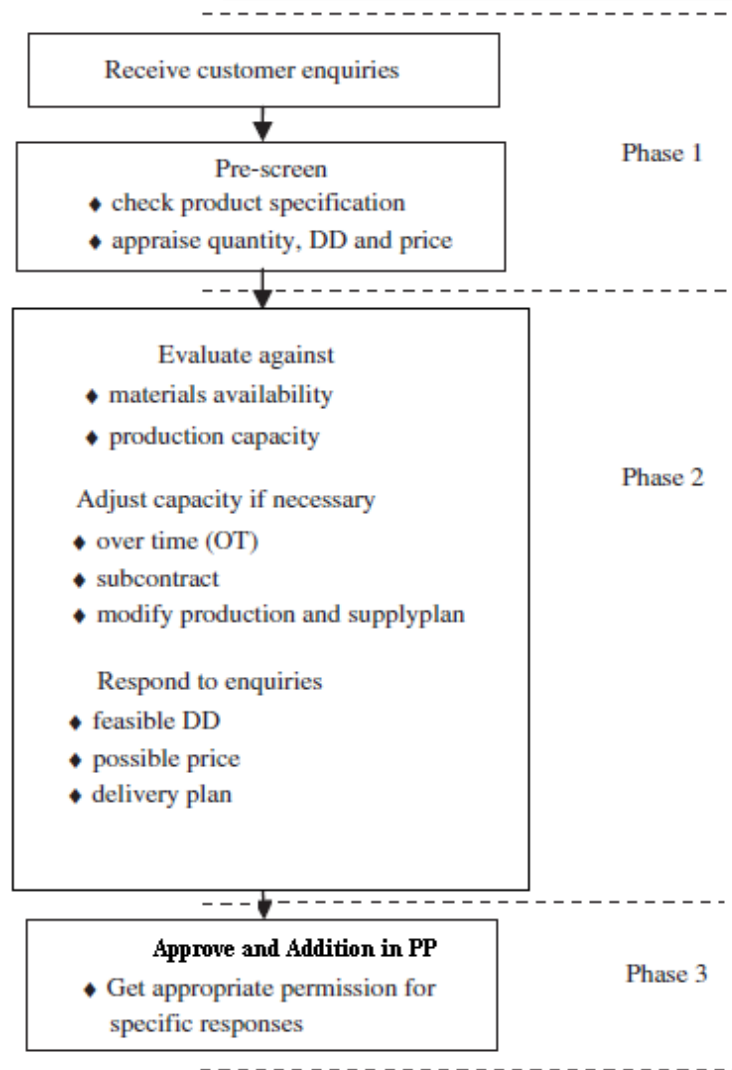 Receive customer enquiries
Phase 1
Pre-screen
♦ check product specification
♦ appraise quantity, DD and price
Evaluate against
♦ materials availability
♦ production capacity
Phase 2
Adjust capacity if necessary
♦ over time (OT)
♦ subcontract
♦ modify production and supplyplan
Respond to enquiries
♦ feasible DD
♦ possible price
♦ delivery plan
Approve and Addition in PP
Phase 3
♦ Get appropriate permission for
specific responses